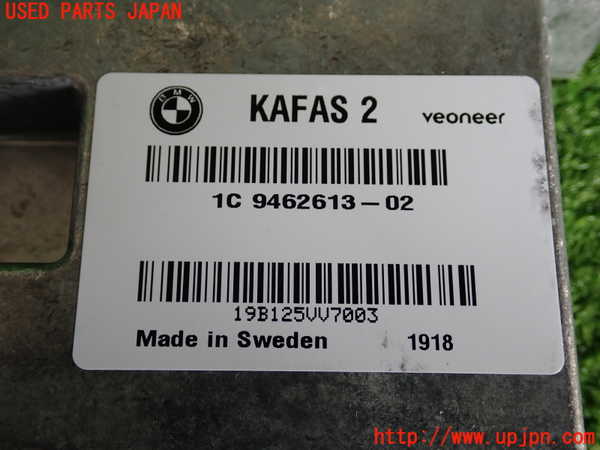 USED PARTS JAPAN
BMW
KAFAS 2
veoneer
1C 9462613-02
19B125VV7003
Made in Sweden 1918
http://www.upjpn.com/